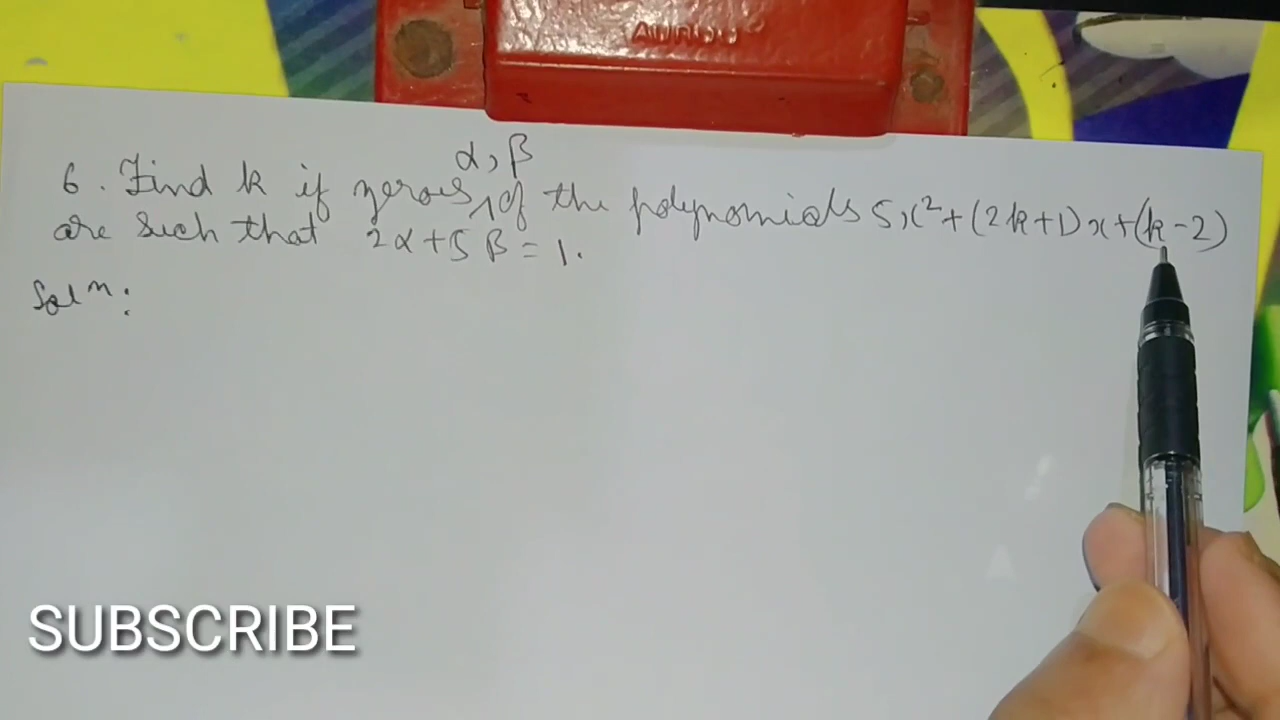 6. Find k if zeroes of the polynomials 5x² + (2k+1)x + (k-2)
α, β
are such that 2α + 5β = 1.
Solⁿ:
SUBSCRIBE